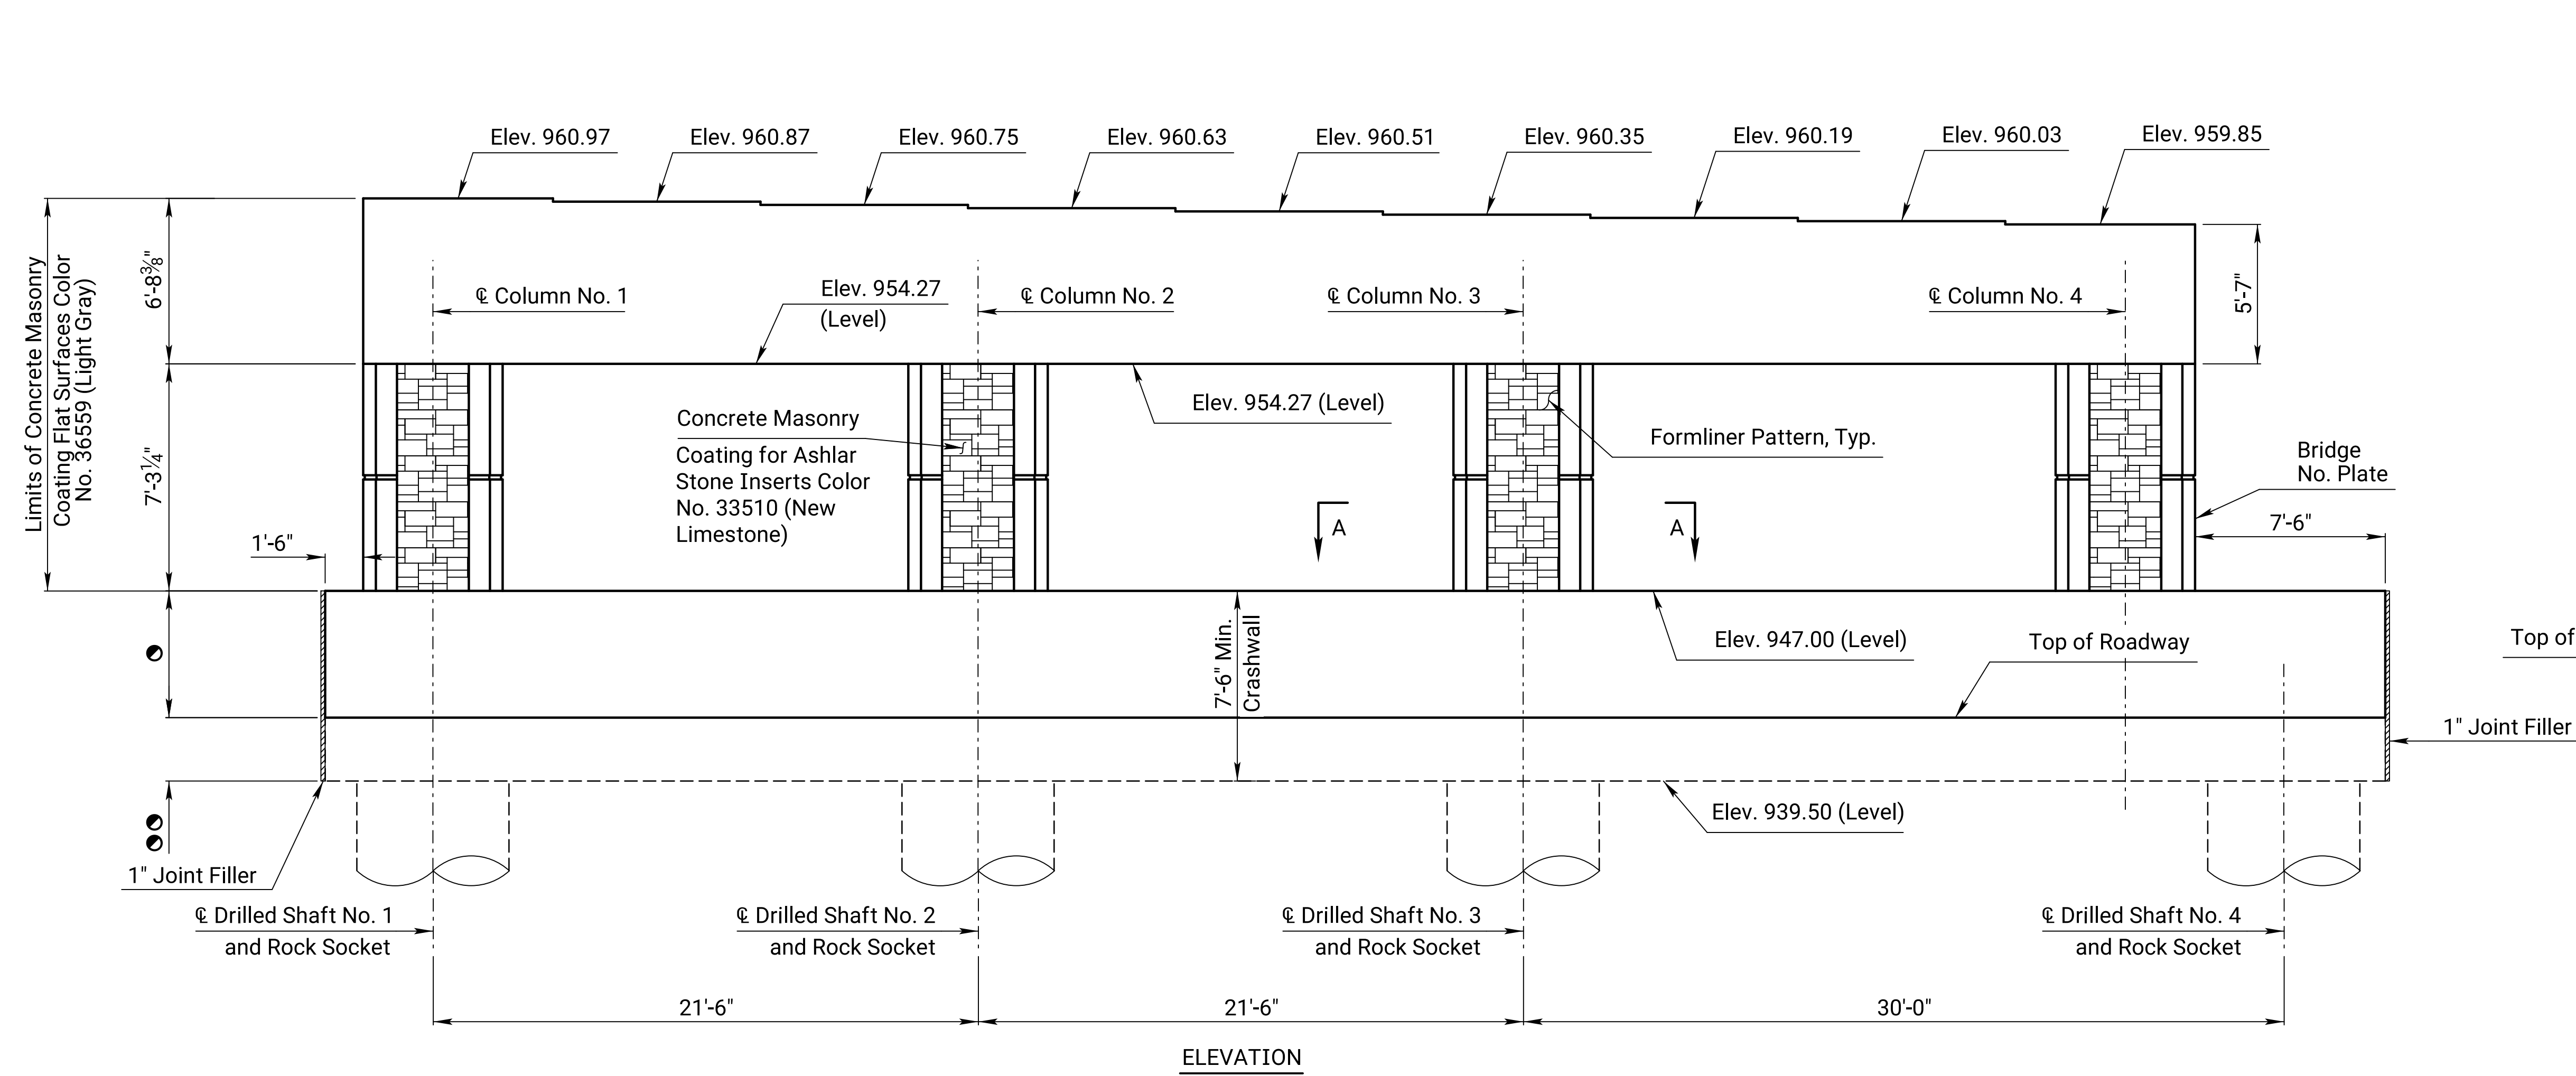 Elev. 960.97
Elev. 960.87
Elev. 960.75
Elev. 960.63
Elev. 960.51
Elev. 960.35
Elev. 960.19
Elev. 960.03
Elev. 959.85
Limits of Concrete Masonry
Coating Flat Surfaces Color
No. 36559 (Light Gray)
6'-8⅜"
7'-3¼"
1'-6"
℄ Column No. 1
Elev. 954.27
(Level)
℄ Column No. 2
℄ Column No. 3
℄ Column No. 4
5'-7"
Elev. 954.27 (Level)
Concrete Masonry
Coating for Ashlar
Stone Inserts Color
No. 33510 (New
Limestone)
Formliner Pattern, Typ.
A
A
Bridge
No. Plate
7'-6"
7'-6" Min.
Crashwall
Elev. 947.00 (Level)
Top of Roadway
Top of
1" Joint Filler
Elev. 939.50 (Level)
1" Joint Filler
℄ Drilled Shaft No. 1
and Rock Socket
℄ Drilled Shaft No. 2
and Rock Socket
℄ Drilled Shaft No. 3
and Rock Socket
℄ Drilled Shaft No. 4
and Rock Socket
21'-6"
21'-6"
30'-0"
ELEVATION